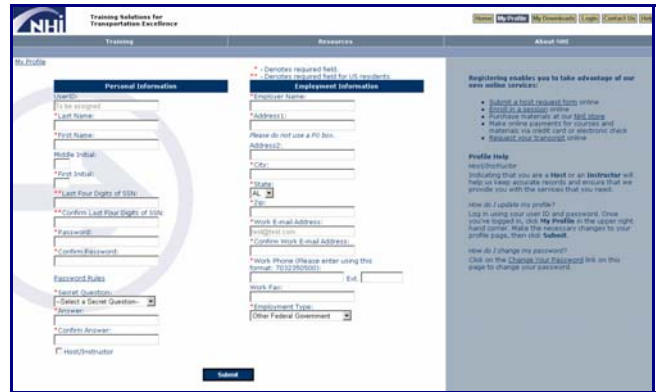 NHI
Training Solutions for
Transportation Excellence
Home My Profile My Downloads Login Contact Us Help
Training Resources About NHI
My Profile
* - Denotes required field.
** - Denotes required field for US residents.
Personal Information
UserID:
To be assigned
*Last Name:
*First Name:
Middle Initial:
*First Initial:
**Last Four Digits of SSN:
**Confirm Last Four Digits of SSN:
*Password:
*Confirm Password:
Password Rules
*Secret Question:
--Select a Secret Question--
*Answer:
*Confirm Answer:
Host/Instructor
Employment Information
*Employer Name:
*Address1:
Please do not use a PO box.
Address2:
*City:
*State:
AL
*Zip:
*Work E-mail Address:
test@test.com
*Confirm Work E-mail Address:
*Work Phone (Please enter using this
format: 7032350500):
Ext.
Work Fax:
*Employment Type:
Other Federal Government
Submit
Registering enables you to take advantage of our
new online services:
Submit a host request form online
Enroll in a session online
Purchase materials at our NHI store
Make online payments for courses and
materials via credit card or electronic check
Request your transcript online
Profile Help
Host/Instructor
Indicating that you are a Host or an Instructor will
help us keep accurate records and ensure that we
provide you with the services that you need.
How do I update my profile?
Log in using your user ID and password. Once
you've logged in, click My Profile in the upper right
hand corner. Make the necessary changes to your
profile page, then click Submit.
How do I change my password?
Click on the Change Your Password link on this
page to change your password.